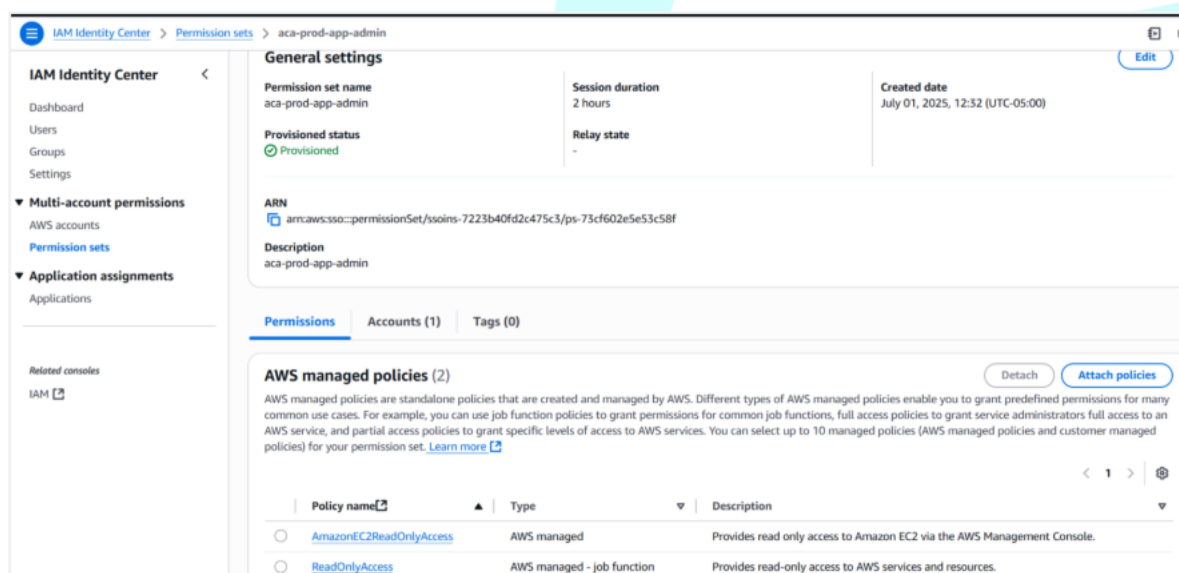 IAM Identity Center > Permission sets > aca-prod-app-admin
IAM Identity Center
Dashboard
Users
Groups
Settings
Multi-account permissions
AWS accounts
Permission sets
Application assignments
Applications
Related consoles
IAM
General settings
Edit
Permission set name
aca-prod-app-admin
Session duration
2 hours
Created date
July 01, 2025, 12:32 (UTC-05:00)
Provisioned status
Provisioned
Relay state
-
ARN
arn:aws:sso:::permissionSet/ssoins-7223b40fd2c475c3/ps-73cf602e5e53c58f
Description
aca-prod-app-admin
Permissions
Accounts (1)
Tags (0)
AWS managed policies (2)
Detach
Attach policies
AWS managed policies are standalone policies that are created and managed by AWS. Different types of AWS managed policies enable you to grant predefined permissions for many
common use cases. For example, you can use job function policies to grant permissions for common job functions, full access policies to grant service administrators full access to an
AWS service, and partial access policies to grant specific levels of access to AWS services. You can select up to 10 managed policies (AWS managed policies and customer managed
policies) for your permission set. Learn more
< 1 >
Policy name
Type
Description
AmazonEC2ReadOnlyAccess
AWS managed
Provides read only access to Amazon EC2 via the AWS Management Console.
ReadOnlyAccess
AWS managed - job function
Provides read-only access to AWS services and resources.